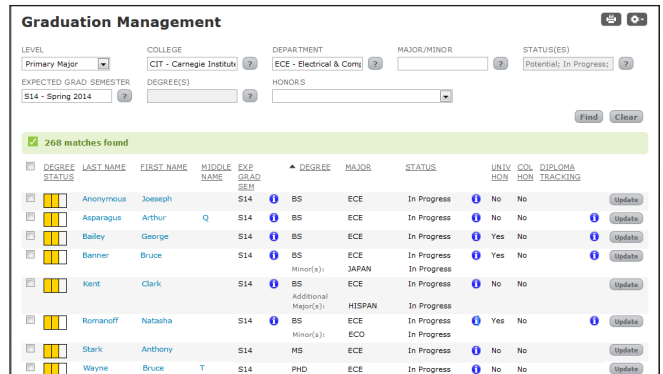 Graduation Management
LEVEL COLLEGE DEPARTMENT MAJOR/MINOR STATUS(ES)
Primary Major CIT - Carnegie Institute ? ECE - Electrical & Comp ? ? Potential; In Progress; ?
EXPECTED GRAD SEMESTER DEGREE(S) HONORS
S14 - Spring 2014 ? ?
Find Clear
268 matches found
DEGREE STATUS LAST NAME FIRST NAME MIDDLE NAME EXP GRAD SEM DEGREE MAJOR STATUS UNIV HON COL HON DIPLOMA TRACKING
Anonymous Joeseph S14 i BS ECE In Progress i No No Update
Asparagus Arthur Q S14 i BS ECE In Progress i No No i Update
Bailey George S14 i BS ECE In Progress i Yes No i Update
Banner Bruce S14 i BS ECE In Progress i Yes No i Update
Minor(s): JAPAN In Progress
Kent Clark S14 i BS ECE In Progress i No No Update
Additional
Major(s): HISPAN In Progress
Romanoff Natasha S14 i BS ECE In Progress i Yes No i Update
Minor(s): ECO In Progress
Stark Anthony S14 MS ECE In Progress i No No Update
Wayne Bruce T S14 PHD ECE In Progress i No No Update